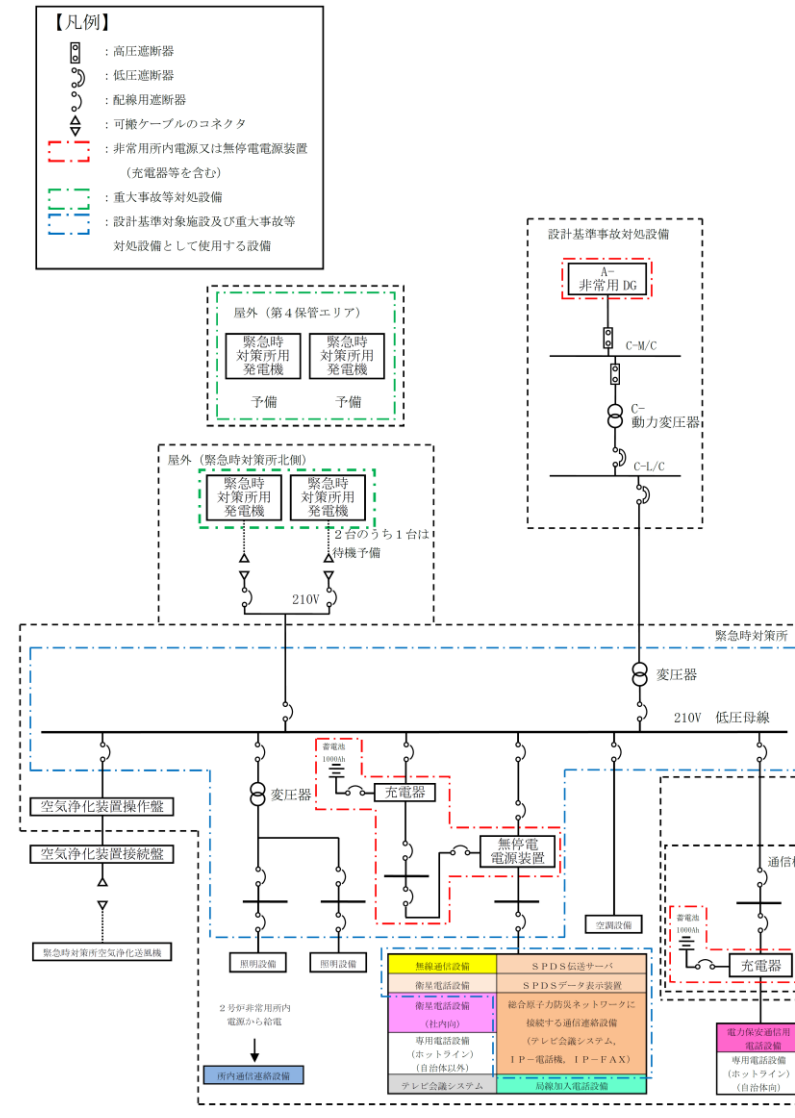 【凡例】
：高圧遮断器
：低圧遮断器
：配線用遮断器
：可搬ケーブルのコネクタ
：非常用所内電源又は無停電電源装置
（充電器等を含む）
：重大事故等対処設備
：設計基準対象施設及び重大事故等
対処設備として使用する設備
設計基準事故対処設備
A-
非常用 DG
C-M/C
C-
動力変圧器
C-L/C
屋外（第４保管エリア）
緊急時
対策所用
発電機
緊急時
対策所用
発電機
予備
予備
屋外（緊急時対策所北側）
緊急時
対策所用
発電機
緊急時
対策所用
発電機
２台のうち１台は
待機予備
210V
緊急時対策所
変圧器
210V 低圧母線
蓄電池
1000Ah
充電器
変圧器
空気浄化装置操作盤
空気浄化装置接続盤
無停電
電源装置
通信機
蓄電池
1000Ah
充電器
空調設備
緊急時対策所空気浄化送風機
照明設備
照明設備
無線通信設備
ＳＰＤＳ伝送サーバ
衛星電話設備
ＳＰＤＳデータ表示装置
衛星電話設備
（社内向）
総合原子力防災ネットワークに
接続する通信連絡設備
（テレビ会議システム，
ＩＰ－電話機，ＩＰ－FAX）
専用電話設備
（ホットライン）
（自治体以外）
テレビ会議システム
局線加入電話設備
２号炉非常用所内
電源から給電
所内通信連絡設備
電力保安通信用
電話設備
専用電話設備
（ホットライン）
（自治体向）